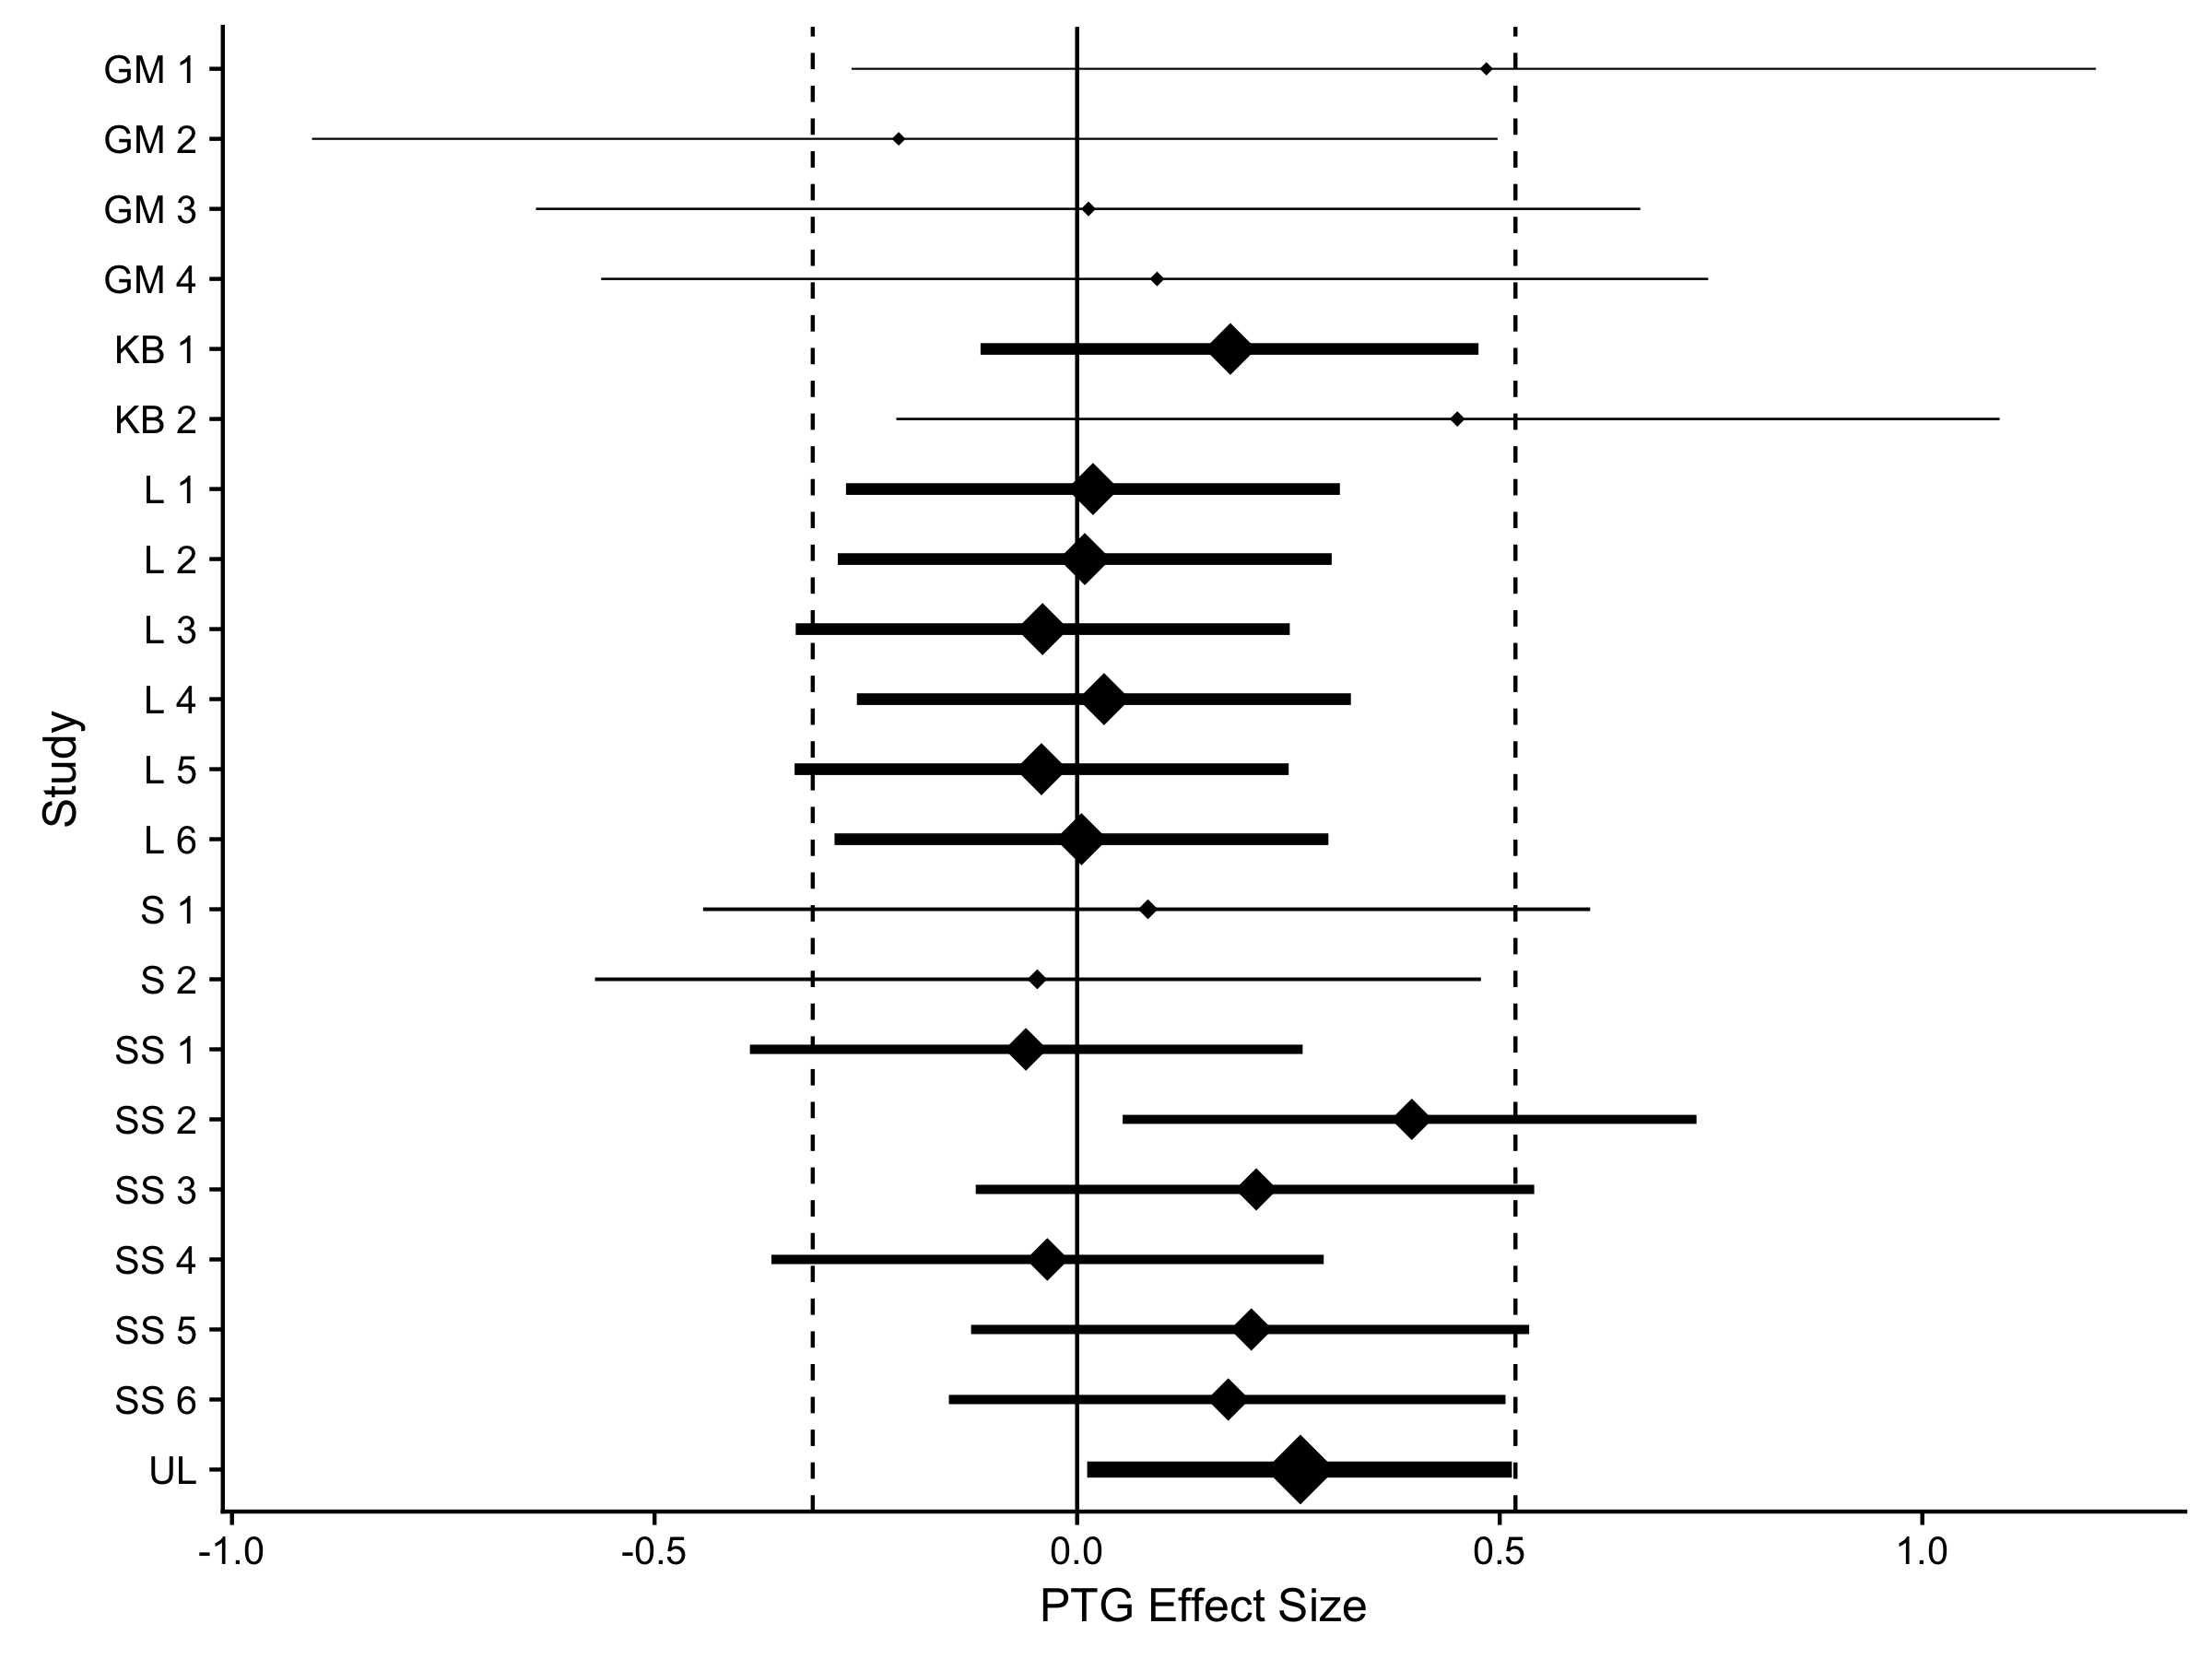 GM 1
GM 2
GM 3
GM 4
KB 1
KB 2
L 1
L 2
L 3
L 4
L 5
L 6
S 1
S 2
SS 1
SS 2
SS 3
SS 4
SS 5
SS 6
UL
Study
-1.0 -0.5 0.0 0.5 1.0
PTG Effect Size